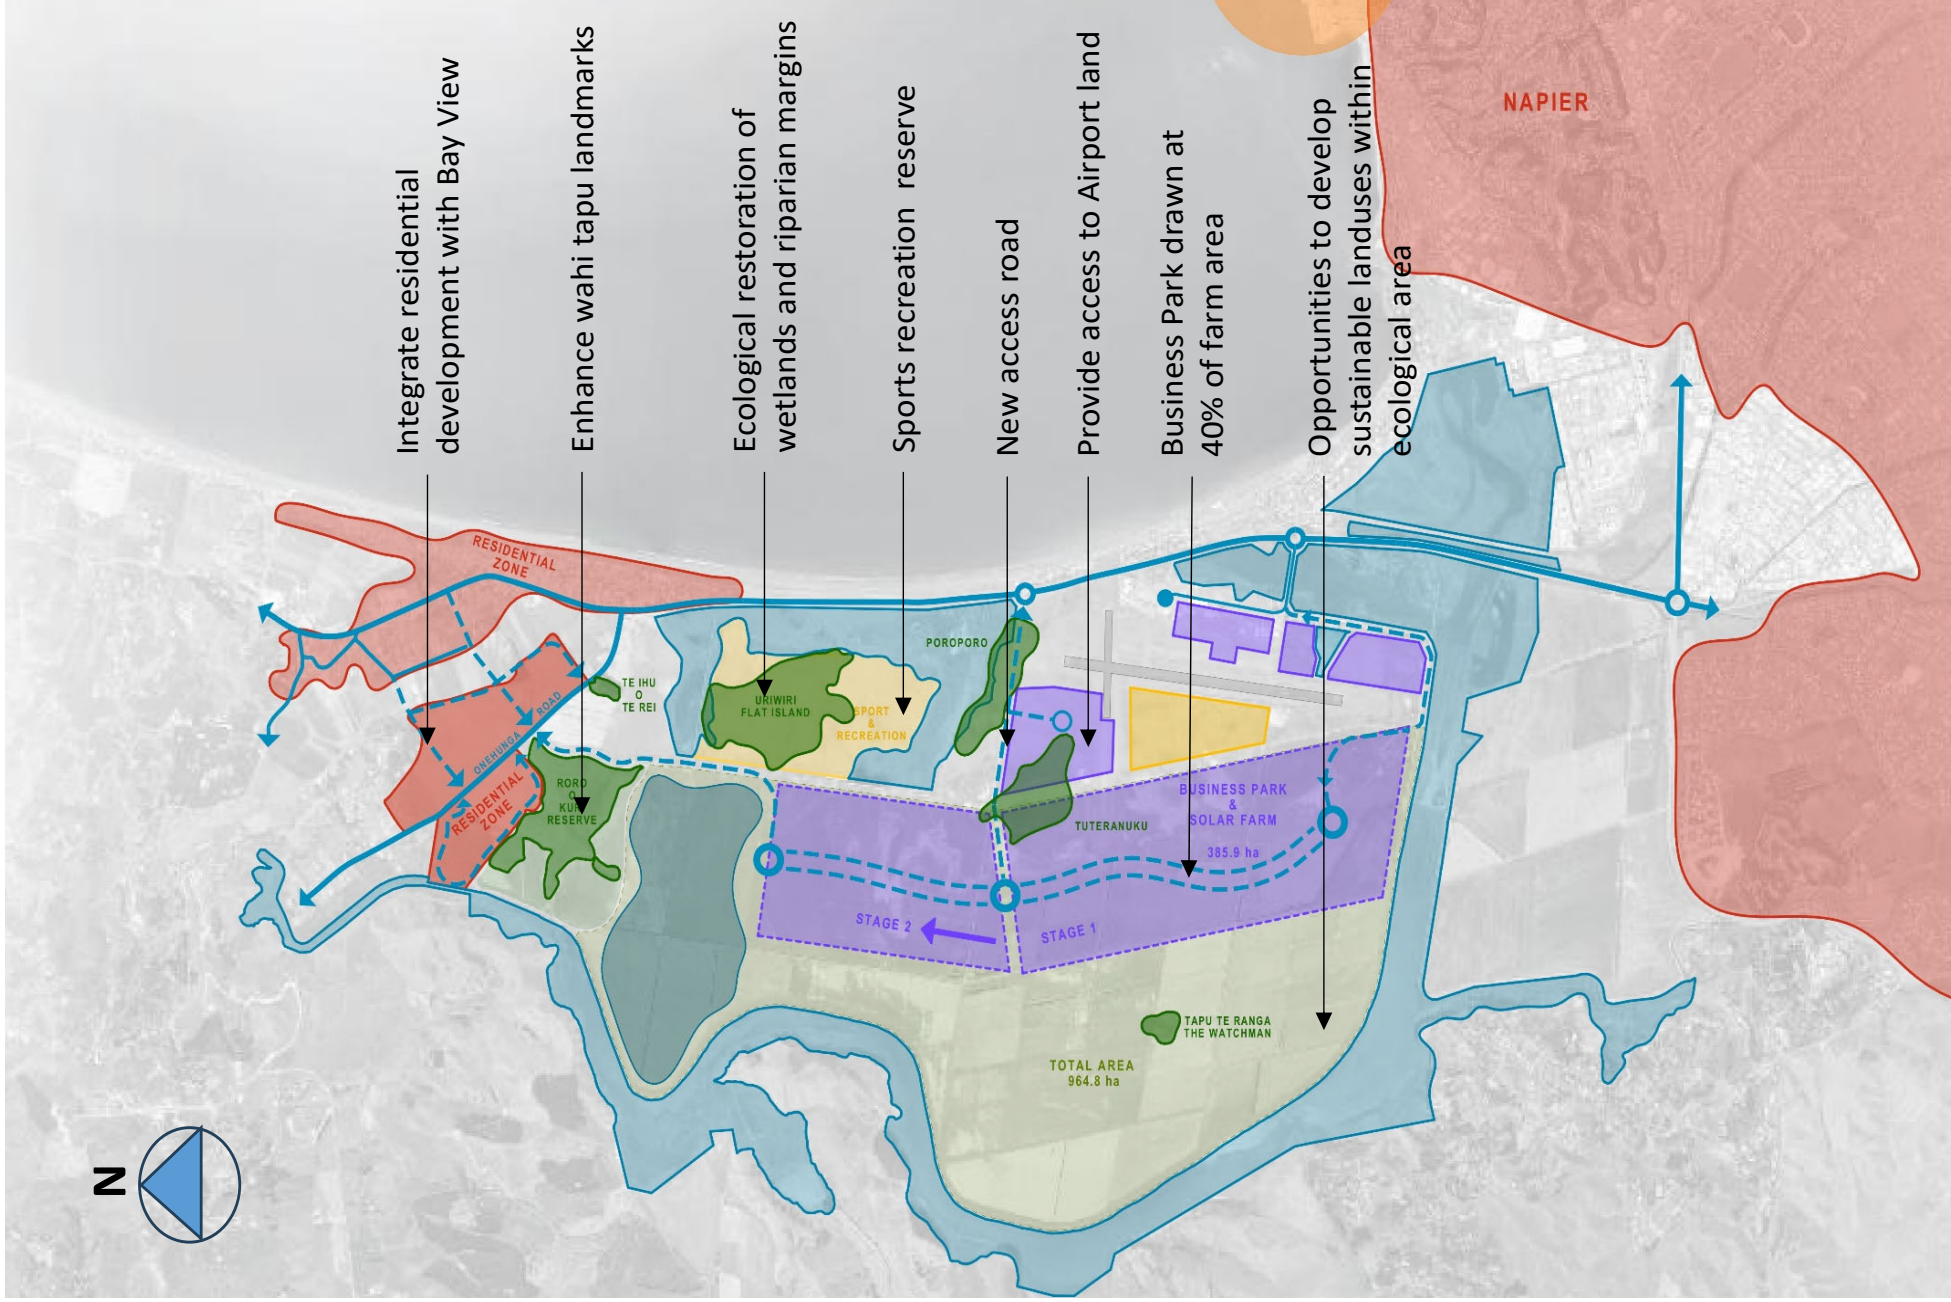 Integrate residential
development with Bay View
Enhance wahi tapu landmarks
Ecological restoration of
wetlands and riparian margins
Sports recreation reserve
New access road
Provide access to Airport land
Business Park drawn at
40% of farm area
Opportunities to develop
sustainable landuses within
ecological area
NAPIER
RESIDENTIAL
ZONE
ONEHUNGA ROAD
RESIDENTIAL
ZONE
TE IHU
O
TE REI
RORO
O
KURI
RESERVE
URIWIRI
FLAT ISLAND
SPORT
&
RECREATION
POROPORO
TUTERANUKU
BUSINESS PARK
&
SOLAR FARM
385.9 ha
STAGE 2
STAGE 1
TAPU TE RANGA
THE WATCHMAN
TOTAL AREA
964.8 ha
N